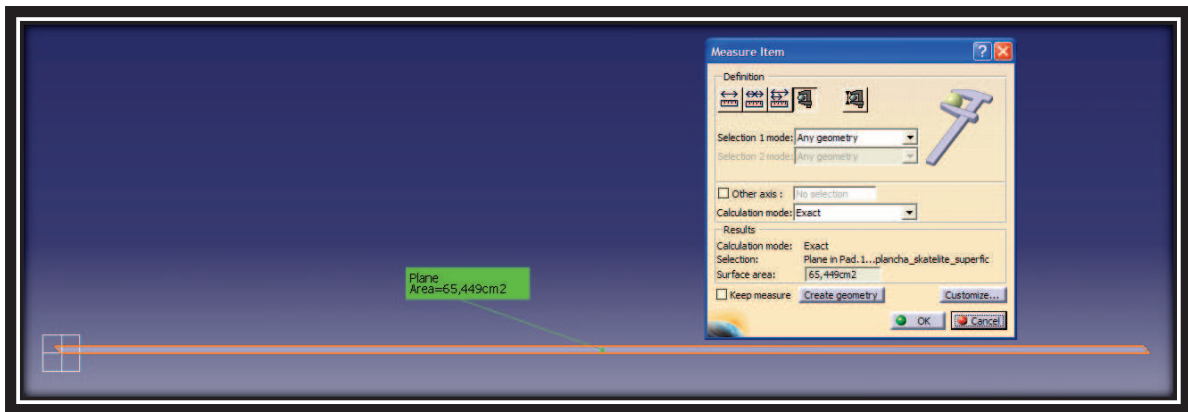 Measure Item
Definition
Selection 1 mode: Any geometry
Selection 2 mode: Any geometry
Other axis : No selection
Calculation mode: Exact
Results
Calculation mode: Exact
Selection: Plane in Pad.1...plancha_skatelite_superfic
Surface area: 65,449cm2
Keep measure Create geometry Customize...
OK Cancel
Plane
Area=65,449cm2